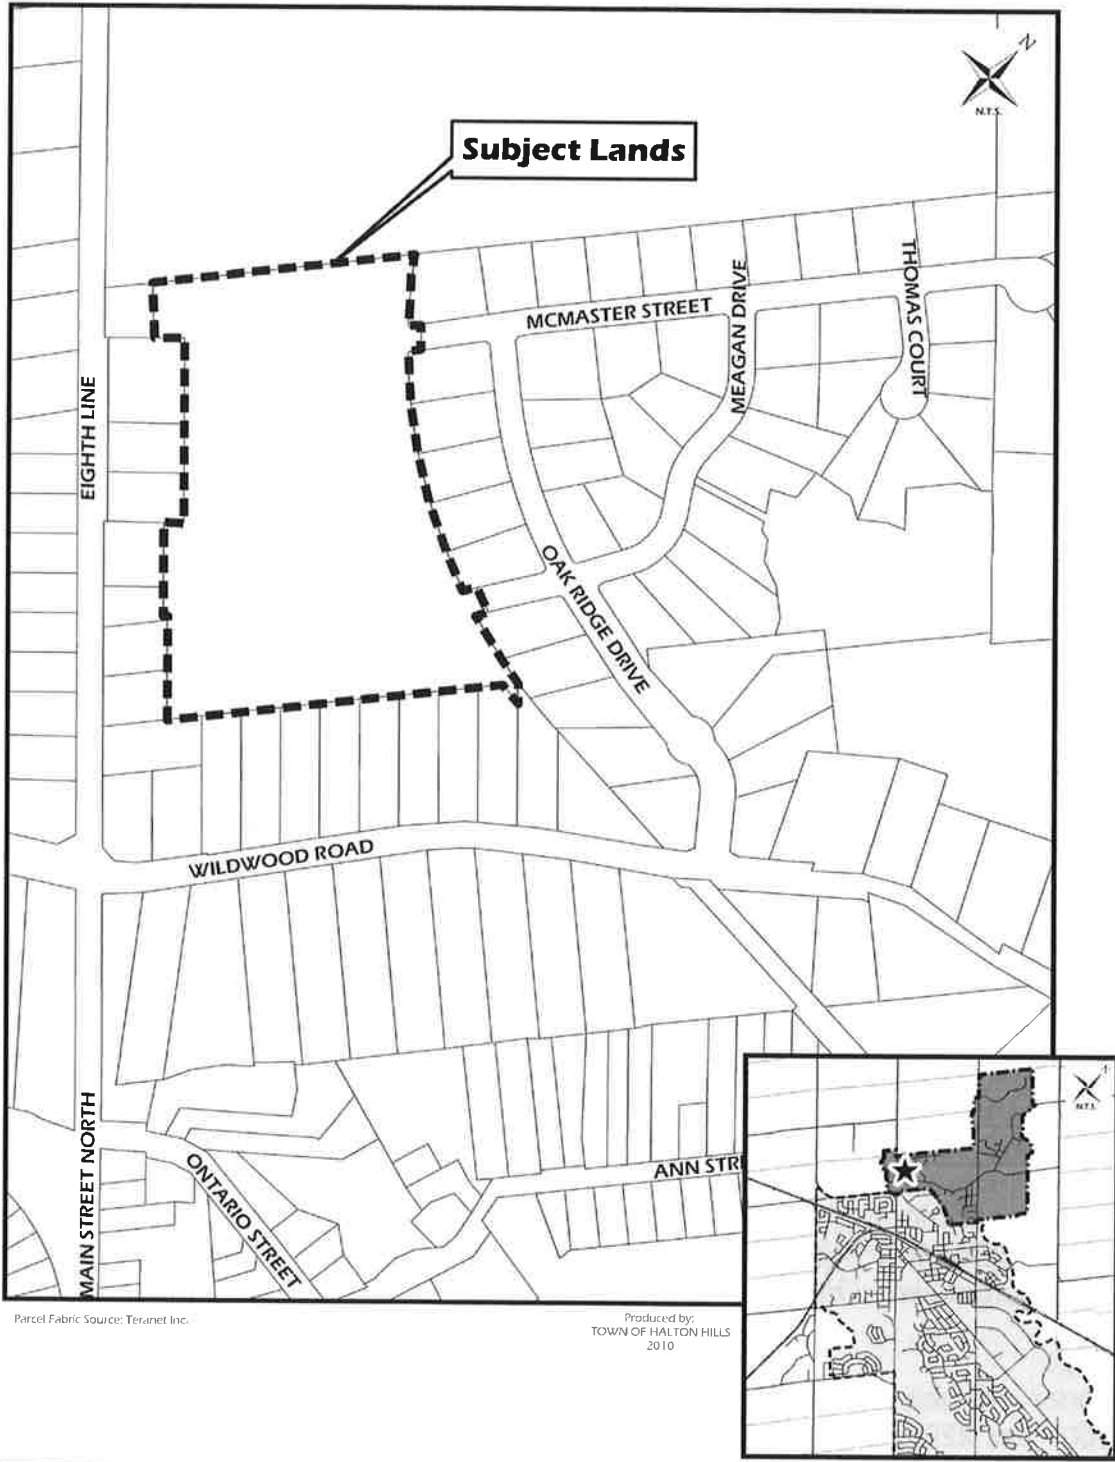 N
N.T.S.
Subject Lands
THOMAS COURT
MEAGAN DRIVE
MCMASTER STREET
EIGHTH LINE
OAK RIDGE DRIVE
WILDWOOD ROAD
MAIN STREET NORTH
ONTARIO STREET
ANN STR
N.T.S.
Parcel Fabric Source: Teranet Inc.
Produced by:
TOWN OF HALTON HILLS
2010